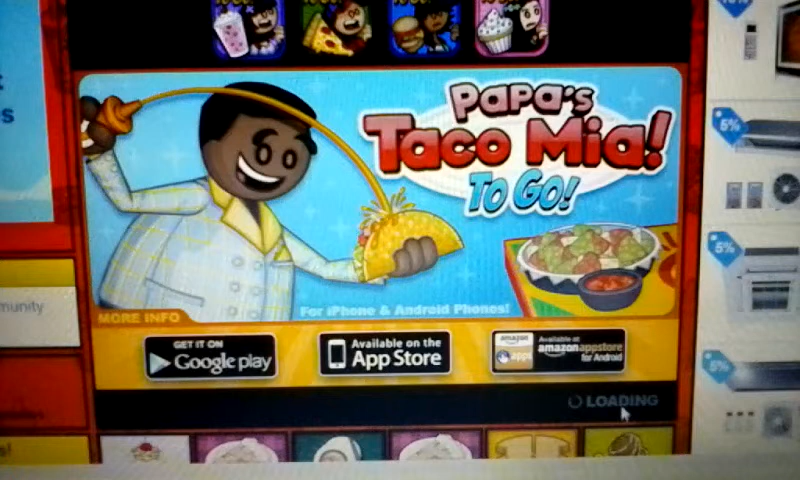 PaPa's
Taco Mia!
To Go!
For iPhone & Android Phones!
MORE INFO
GET IT ON
Google play
Available on the
App Store
amazon
apps
Available at
amazonappstore
for Android
LOADING
munity
5%
5%
5%